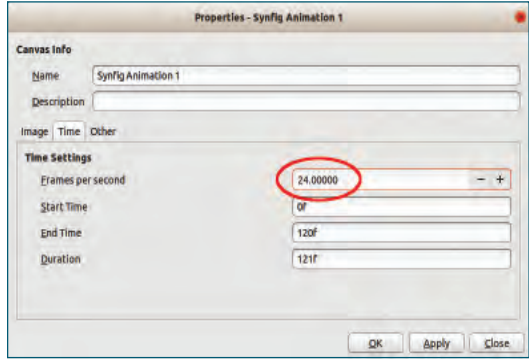 Properties - Synfig Animation 1
Canvas Info
Name Synfig Animation 1
Description
Image Time Other
Time Settings
Frames per second 24.00000 - +
Start Time 0f
End Time 120f
Duration 121f
OK Apply Close